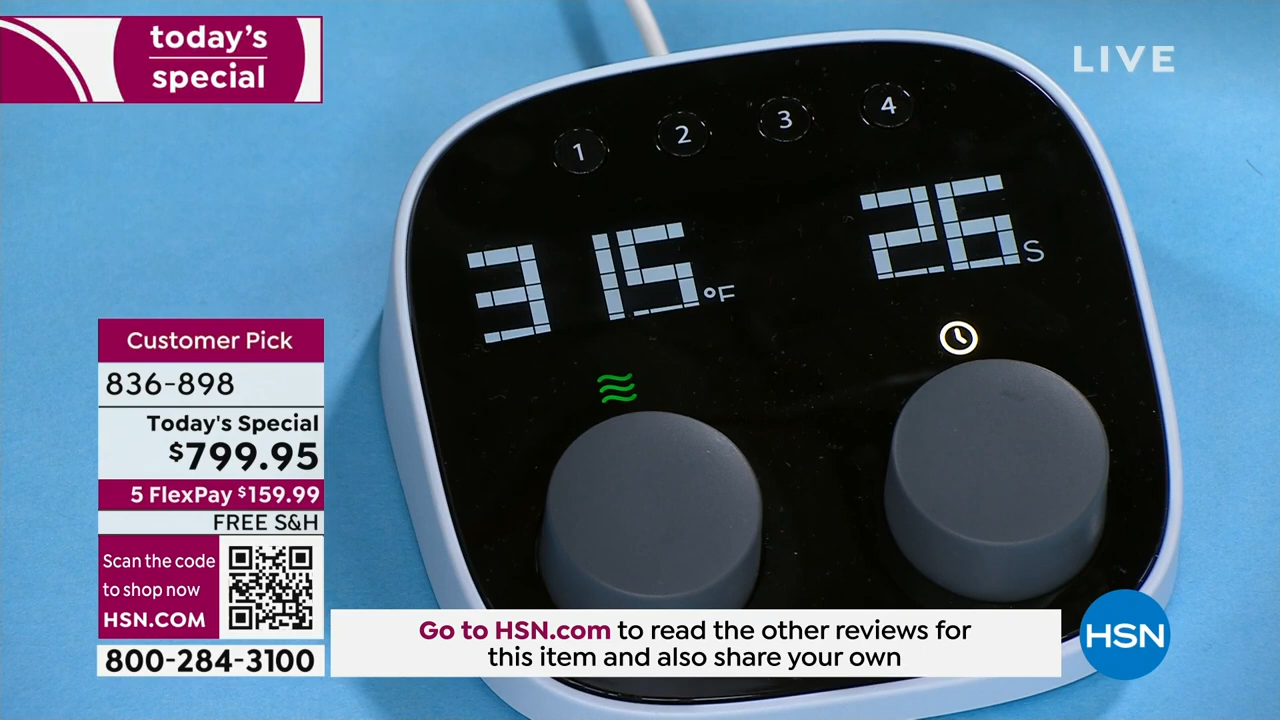 today's
special
LIVE
1 2 3 4
315°F
26 S
Customer Pick
836-898
Today's Special
$799.95
5 FlexPay $159.99
FREE S&H
Scan the code
to shop now
HSN.COM
800-284-3100
Go to HSN.com to read the other reviews for
this item and also share your own
HSN